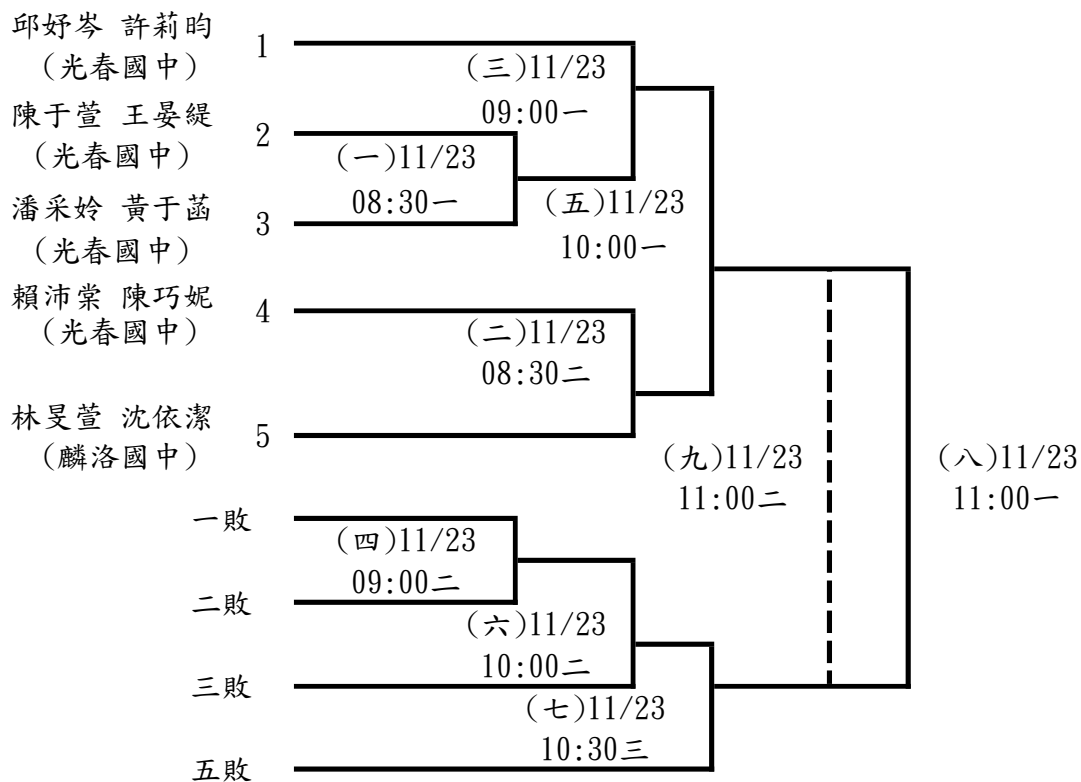 邱妤岑 許莉昀
(光春國中)
1
(三)11/23
09:00一
陳于萱 王晏緹
(光春國中)
2
(一)11/23
08:30一
潘采姈 黃于菡
(光春國中)
3
(五)11/23
10:00一
賴沛棠 陳巧妮
(光春國中)
4
(二)11/23
08:30二
林旻萱 沈依潔
(麟洛國中)
5
(九)11/23
11:00二
(八)11/23
11:00一
一敗
(四)11/23
09:00二
二敗
(六)11/23
10:00二
三敗
(七)11/23
10:30三
五敗